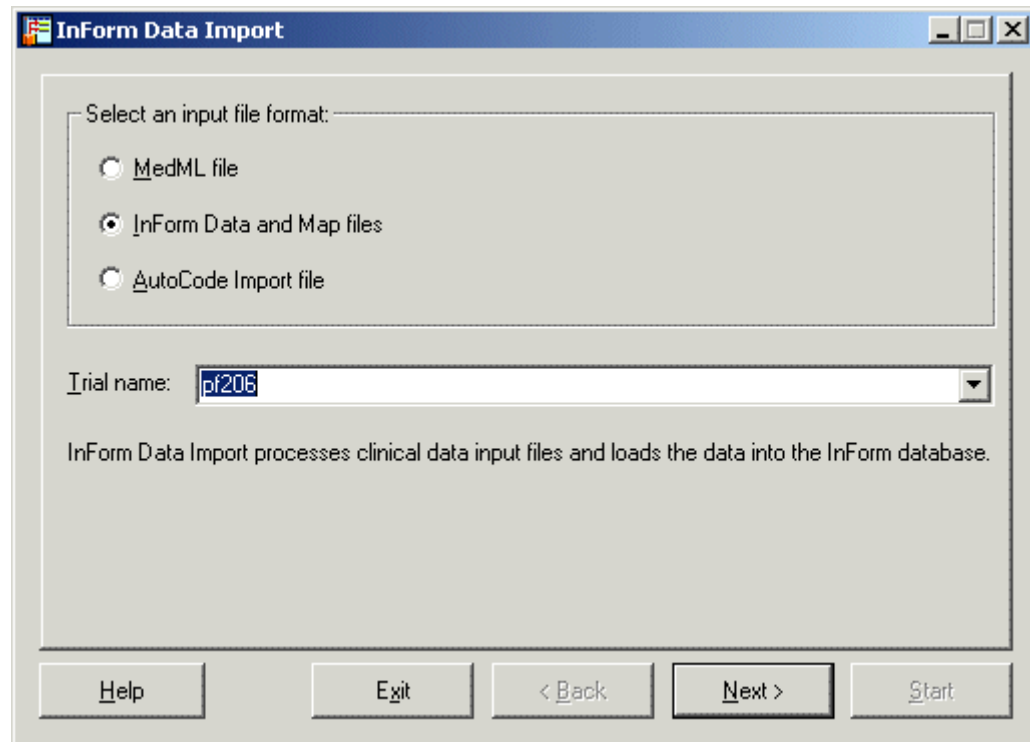 InForm Data Import
Select an input file format:
MedML file
InForm Data and Map files
AutoCode Import file
Trial name: pf206
InForm Data Import processes clinical data input files and loads the data into the InForm database.
Help Exit < Back Next > Start